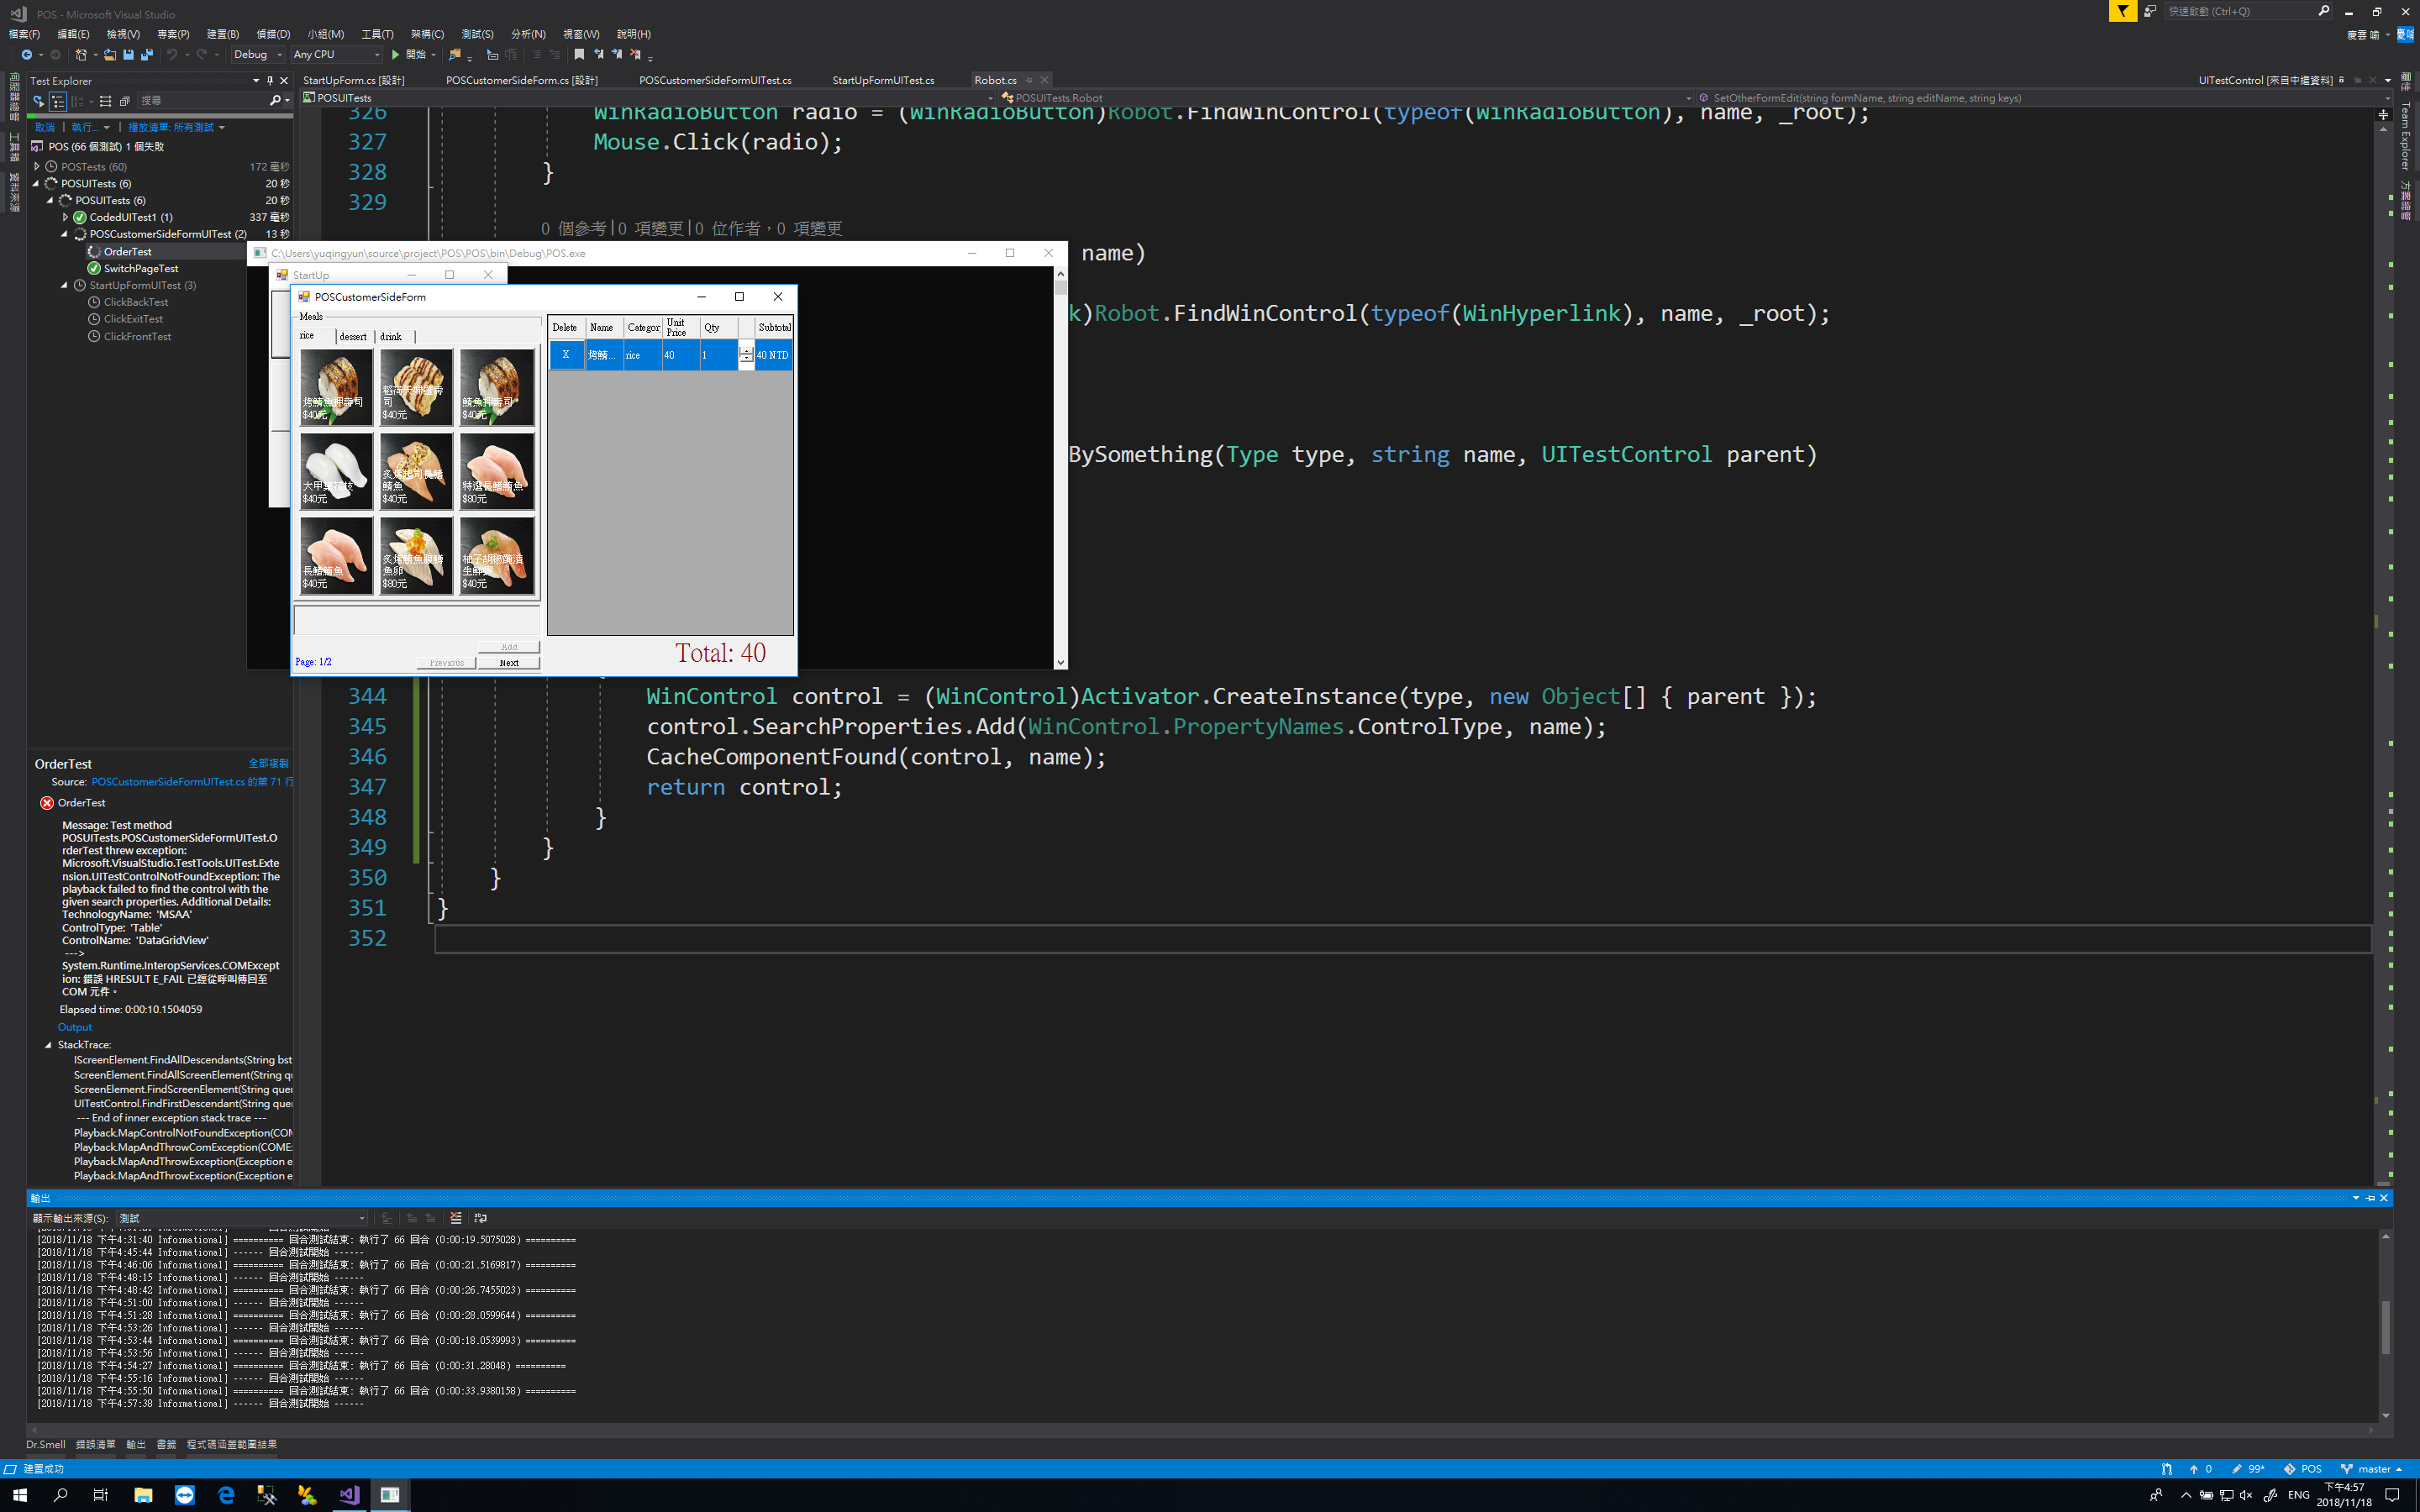 POS - Microsoft Visual Studio
快速啟動 (Ctrl+Q)
檔案(F) 編輯(E) 檢視(V) 專案(P) 建置(B) 偵錯(D) 小組(M) 工具(T) 架構(C) 測試(S) 分析(N) 視窗(W) 說明(H)
慶雲 喻
Debug Any CPU 開始
Test Explorer
StartUpForm.cs [設計] POSCustomerSideForm.cs [設計] POSCustomerSideFormUITest.cs StartUpFormUITest.cs Robot.cs
UITestControl [來自中繼資料]
搜尋
POSUITests POSUITests.Robot SetOtherFormEdit(string formName, string editName, string keys)
取消 | 執行... | 播放清單: 所有測試
POS (66 個測試) 1 個失敗
POSTests (60) 172 毫秒
POSUITests (6) 20 秒
POSUITests (6) 20 秒
CodedUITest1 (1) 337 毫秒
POSCustomerSideFormUITest (2) 13 秒
OrderTest
SwitchPageTest
StartUpFormUITest (3)
ClickBackTest
ClickExitTest
ClickFrontTest
工具箱
資料來源
Team Explorer
方案總管
326 WinRadioButton radio = (WinRadioButton)Robot.FindWinControl(typeof(WinRadioButton), name, _root);
327 Mouse.Click(radio);
328 }
329
0 個參考|0 項變更|0 位作者，0 項變更
name)
k)Robot.FindWinControl(typeof(WinHyperlink), name, _root);
BySomething(Type type, string name, UITestControl parent)
344 WinControl control = (WinControl)Activator.CreateInstance(type, new Object[] { parent });
345 control.SearchProperties.Add(WinControl.PropertyNames.ControlType, name);
346 CacheComponentFound(control, name);
347 return control;
348 }
349 }
350 }
351 }
352
C:\Users\yuqingyun\source\project\POS\POS\bin\Debug\POS.exe
StartUp
POSCustomerSideForm
Meals
rice dessert drink
烤鯖魚押壽司
$40元
$40元
鯖魚押壽司
$40元
$40元
$40元
特選長鰭鮪魚
$80元
長鰭鮪魚
$40元
$80元
$40元
Add
Page: 1/2 Previous Next
Delete Name Categor Unit Price Qty Subtotal
X 烤鯖... rice 40 1 40 NTD
Total: 40
OrderTest 全部複製
Source: POSCustomerSideFormUITest.cs 的第 71 行
OrderTest
Message: Test method
POSUITests.POSCustomerSideFormUITest.O
rderTest threw exception:
Microsoft.VisualStudio.TestTools.UITest.Exte
nsion.UITestControlNotFoundException: The
playback failed to find the control with the
given search properties. Additional Details:
TechnologyName: 'MSAA'
ControlType: 'Table'
ControlName: 'DataGridView'
--->
System.Runtime.InteropServices.COMExcept
ion: 錯誤 HRESULT E_FAIL 已經從呼叫傳回至
COM 元件。
Elapsed time: 0:00:10.1504059
Output
StackTrace:
IScreenElement.FindAllDescendants(String bst
ScreenElement.FindAllScreenElement(String qu
ScreenElement.FindScreenElement(String quer
UITestControl.FindFirstDescendant(String quer
--- End of inner exception stack trace ---
Playback.MapControlNotFoundException(COM
Playback.MapAndThrowComException(COME:
Playback.MapAndThrowException(Exception e
Playback.MapAndThrowException(Exception e
輸出
顯示輸出來源(S): 測試
[2018/11/18 下午4:31:40 Informational] ========== 回合測試結束: 執行了 66 回合 (0:00:19.5075028) ==========
[2018/11/18 下午4:45:44 Informational] ------ 回合測試開始 ------
[2018/11/18 下午4:46:06 Informational] ========== 回合測試結束: 執行了 66 回合 (0:00:21.5169817) ==========
[2018/11/18 下午4:48:15 Informational] ------ 回合測試開始 ------
[2018/11/18 下午4:48:42 Informational] ========== 回合測試結束: 執行了 66 回合 (0:00:26.7455023) ==========
[2018/11/18 下午4:51:00 Informational] ------ 回合測試開始 ------
[2018/11/18 下午4:51:28 Informational] ========== 回合測試結束: 執行了 66 回合 (0:00:28.0599644) ==========
[2018/11/18 下午4:53:26 Informational] ------ 回合測試開始 ------
[2018/11/18 下午4:53:44 Informational] ========== 回合測試結束: 執行了 66 回合 (0:00:18.0539993) ==========
[2018/11/18 下午4:53:56 Informational] ------ 回合測試開始 ------
[2018/11/18 下午4:54:27 Informational] ========== 回合測試結束: 執行了 66 回合 (0:00:31.28048) ==========
[2018/11/18 下午4:55:16 Informational] ------ 回合測試開始 ------
[2018/11/18 下午4:55:50 Informational] ========== 回合測試結束: 執行了 66 回合 (0:00:33.9380158) ==========
[2018/11/18 下午4:57:38 Informational] ------ 回合測試開始 ------
Dr.Smell 錯誤清單 輸出 書籤 程式碼涵蓋範圍結果
建置成功 0 99* POS master
ENG 下午4:57
2018/11/18